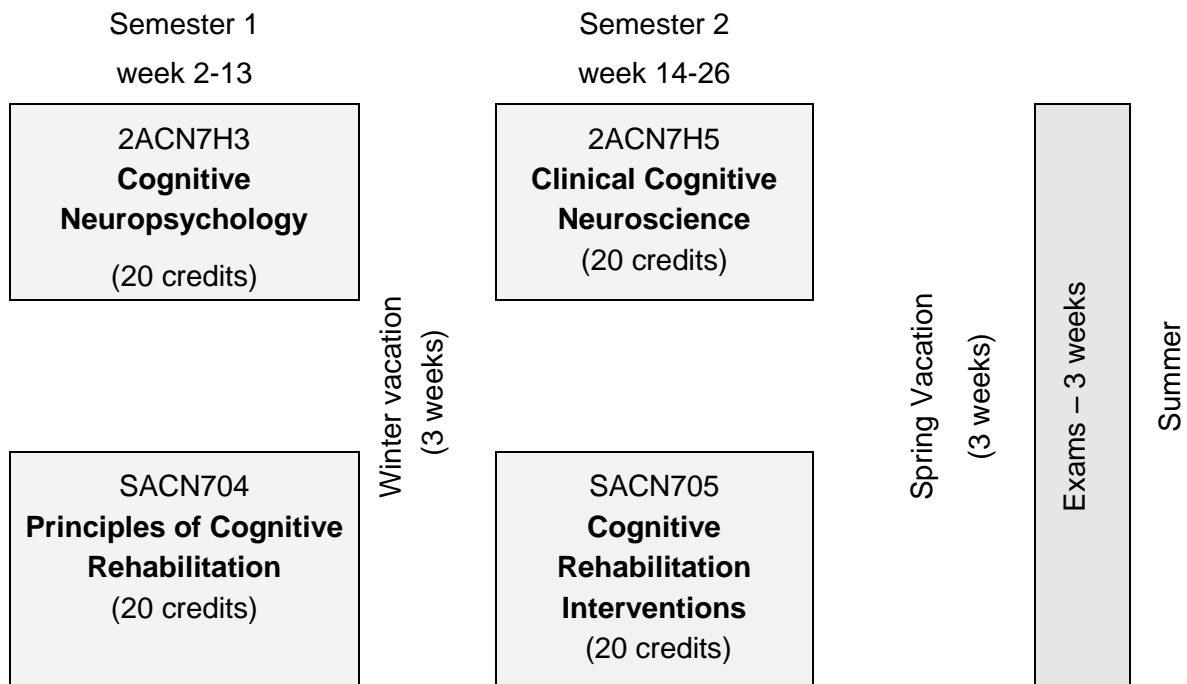 Semester 1
week 2-13
Semester 2
week 14-26
2ACN7H3
Cognitive
Neuropsychology
(20 credits)
2ACN7H5
Clinical Cognitive
Neuroscience
(20 credits)
Winter vacation
(3 weeks)
Spring Vacation
(3 weeks)
Exams – 3 weeks
Summer
SACN704
Principles of Cognitive
Rehabilitation
(20 credits)
SACN705
Cognitive
Rehabilitation
Interventions
(20 credits)